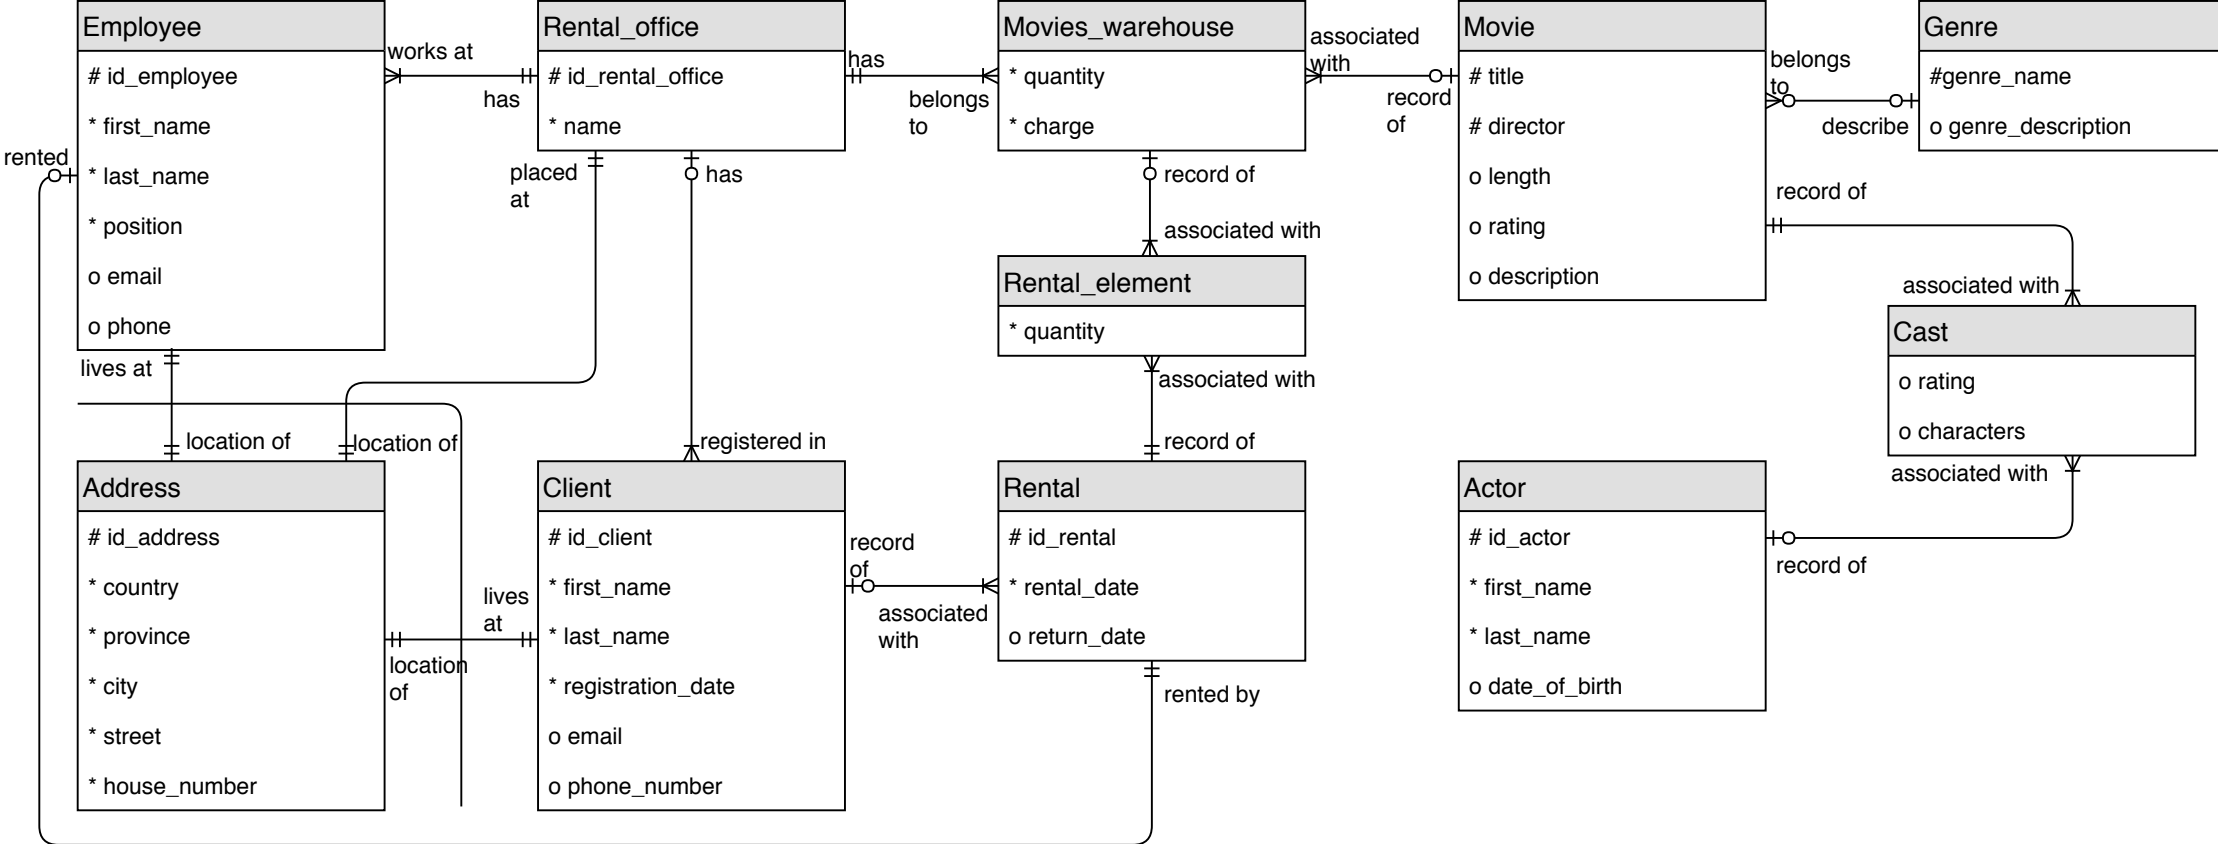 Employee
# id_employee
* first_name
* last_name
* position
o email
o phone
works at
has
rented
lives at
location of
Rental_office
# id_rental_office
* name
has
belongs
to
placed
at
location of
has
registered in
Movies_warehouse
* quantity
* charge
associated
with
record
of
record of
associated with
Movie
# title
# director
o length
o rating
o description
belongs
to
describe
record of
associated with
Genre
#genre_name
o genre_description
Rental_element
* quantity
associated with
record of
Cast
o rating
o characters
associated with
record of
Address
# id_address
* country
* province
* city
* street
* house_number
lives
at
location
of
Client
# id_client
* first_name
* last_name
* registration_date
o email
o phone_number
record
of
associated
with
Rental
# id_rental
* rental_date
o return_date
rented by
Actor
# id_actor
* first_name
* last_name
o date_of_birth